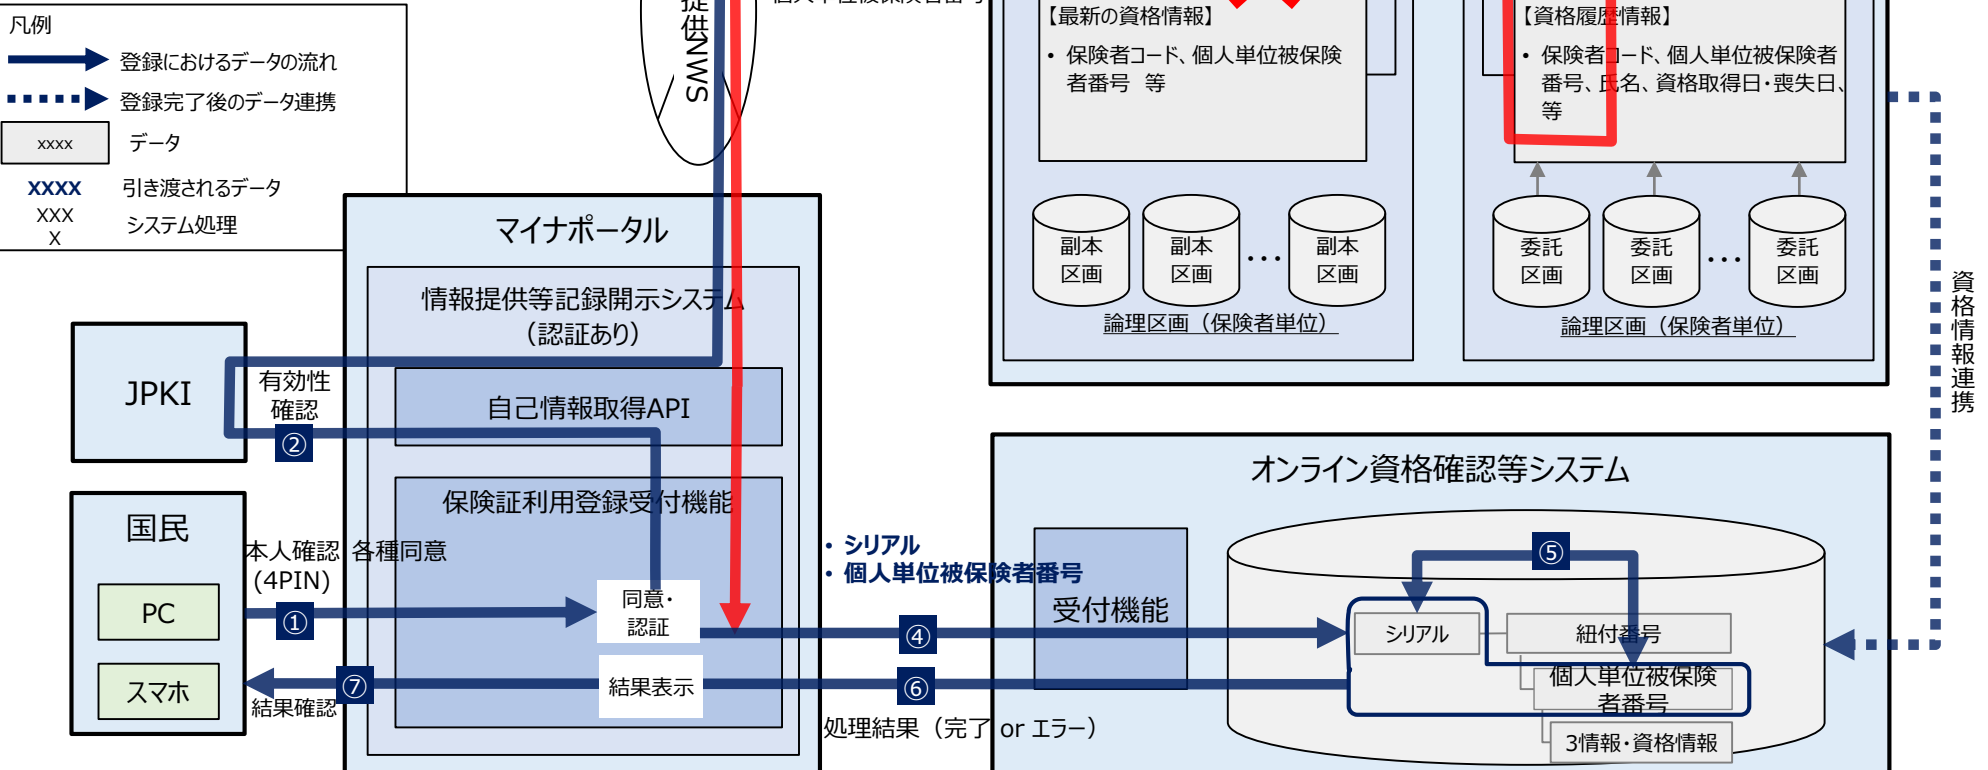 凡例
登録におけるデータの流れ
登録完了後のデータ連携
xxxx
データ
xxxx
引き渡されるデータ
XXX
X
システム処理
提供NWS
【最新の資格情報】
• 保険者コード、個人単位被保険
者番号 等
【資格履歴情報】
• 保険者コード、個人単位被保険者
番号、氏名、資格取得日・喪失日、
等
副本
区画
副本
区画
…
副本
区画
論理区画（保険者単位）
委託
区画
委託
区画
…
委託
区画
論理区画（保険者単位）
資格情報連携
マイナポータル
情報提供等記録開示システム
（認証あり）
自己情報取得API
保険証利用登録受付機能
JPKI
有効性
確認
②
国民
PC
スマホ
本人確認 各種同意
(4PIN)
①
同意・
認証
結果表示
⑦
結果確認
• シリアル
• 個人単位被保険者番号
④
⑥
処理結果（完了 or エラー）
オンライン資格確認等システム
受付機能
⑤
シリアル
紐付番号
個人単位被保険
者番号
3情報・資格情報